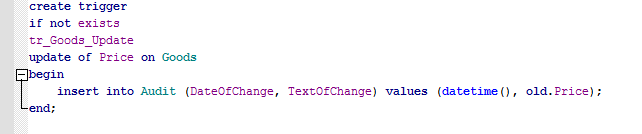 create trigger
if not exists
tr_Goods_Update
update of Price on Goods
begin
insert into Audit (DateOfChange, TextOfChange) values (datetime(), old.Price);
end;